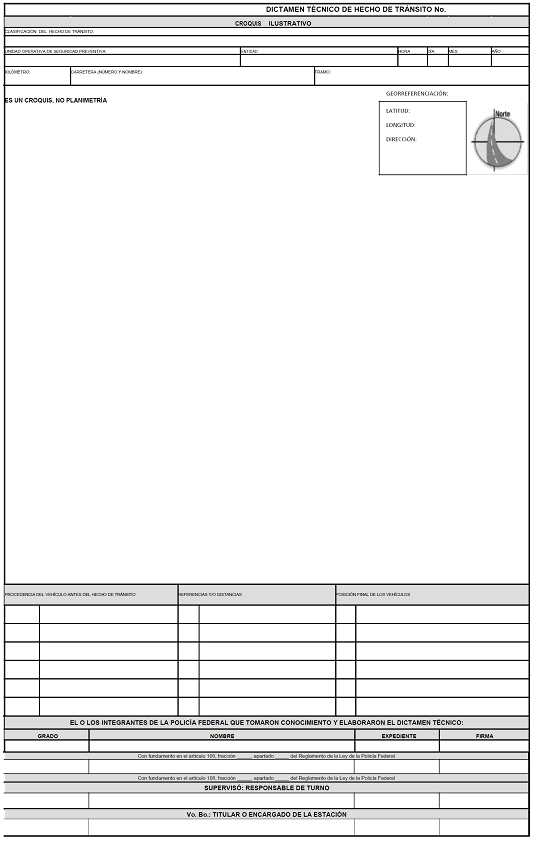 DICTAMEN TÉCNICO DE HECHO DE TRÁNSITO No.
CROQUIS ILUSTRATIVO
CLASIFICACIÓN DEL HECHO DE TRÁNSITO:
UNIDAD OPERATIVA DE SEGURIDAD PREVENTIVA ENTIDAD HORA DÍA MES AÑO
KILÓMETRO: CARRETERA (NÚMERO Y NOMBRE): TRAMO:
GEORREFERENCIACIÓN:
ES UN CROQUIS, NO PLANIMETRÍA
LATITUD:
Norte
LONGITUD:
DIRECCIÓN:
PROCEDENCIA DEL VEHÍCULO ANTES DEL HECHO DE TRÁNSITO REFERENCIAS Y/O DISTANCIAS POSICIÓN FINAL DE LOS VEHÍCULOS
EL O LOS INTEGRANTES DE LA POLICÍA FEDERAL QUE TOMARON CONOCIMIENTO Y ELABORARON EL DICTAMEN TÉCNICO:
GRADO NOMBRE EXPEDIENTE FIRMA
Con fundamento en el artículo 108, fracción _____, apartado _____ del Reglamento de la Ley de la Policía Federal
Con fundamento en el artículo 108, fracción _____, apartado _____ del Reglamento de la Ley de la Policía Federal
SUPERVISÓ: RESPONSABLE DE TURNO
Vo. Bo.: TITULAR O ENCARGADO DE LA ESTACIÓN